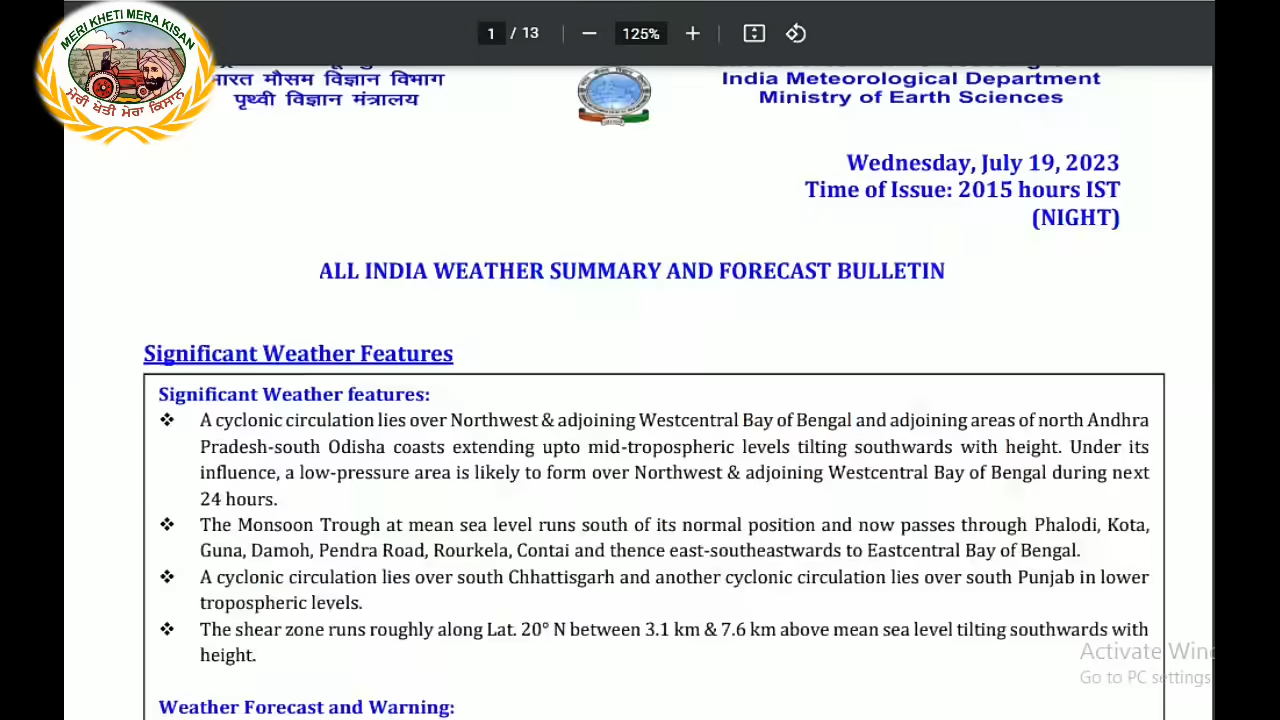 MERI KHETI MERA KISAN
ਮੇਰੀ ਖੇਤੀ ਮੇਰਾ ਕਿਸਾਨ
1 / 13
125%
भारत मौसम विज्ञान विभाग
पृथ्वी विज्ञान मंत्रालय
India Meteorological Department
Ministry of Earth Sciences
Wednesday, July 19, 2023
Time of Issue: 2015 hours IST
(NIGHT)
ALL INDIA WEATHER SUMMARY AND FORECAST BULLETIN
Significant Weather Features
Significant Weather features:
❖ A cyclonic circulation lies over Northwest & adjoining Westcentral Bay of Bengal and adjoining areas of north Andhra
Pradesh-south Odisha coasts extending upto mid-tropospheric levels tilting southwards with height. Under its
influence, a low-pressure area is likely to form over Northwest & adjoining Westcentral Bay of Bengal during next
24 hours.
❖ The Monsoon Trough at mean sea level runs south of its normal position and now passes through Phalodi, Kota,
Guna, Damoh, Pendra Road, Rourkela, Contai and thence east-southeastwards to Eastcentral Bay of Bengal.
❖ A cyclonic circulation lies over south Chhattisgarh and another cyclonic circulation lies over south Punjab in lower
tropospheric levels.
❖ The shear zone runs roughly along Lat. 20° N between 3.1 km & 7.6 km above mean sea level tilting southwards with
height.
Activate Win
Go to PC settings
Weather Forecast and Warning: